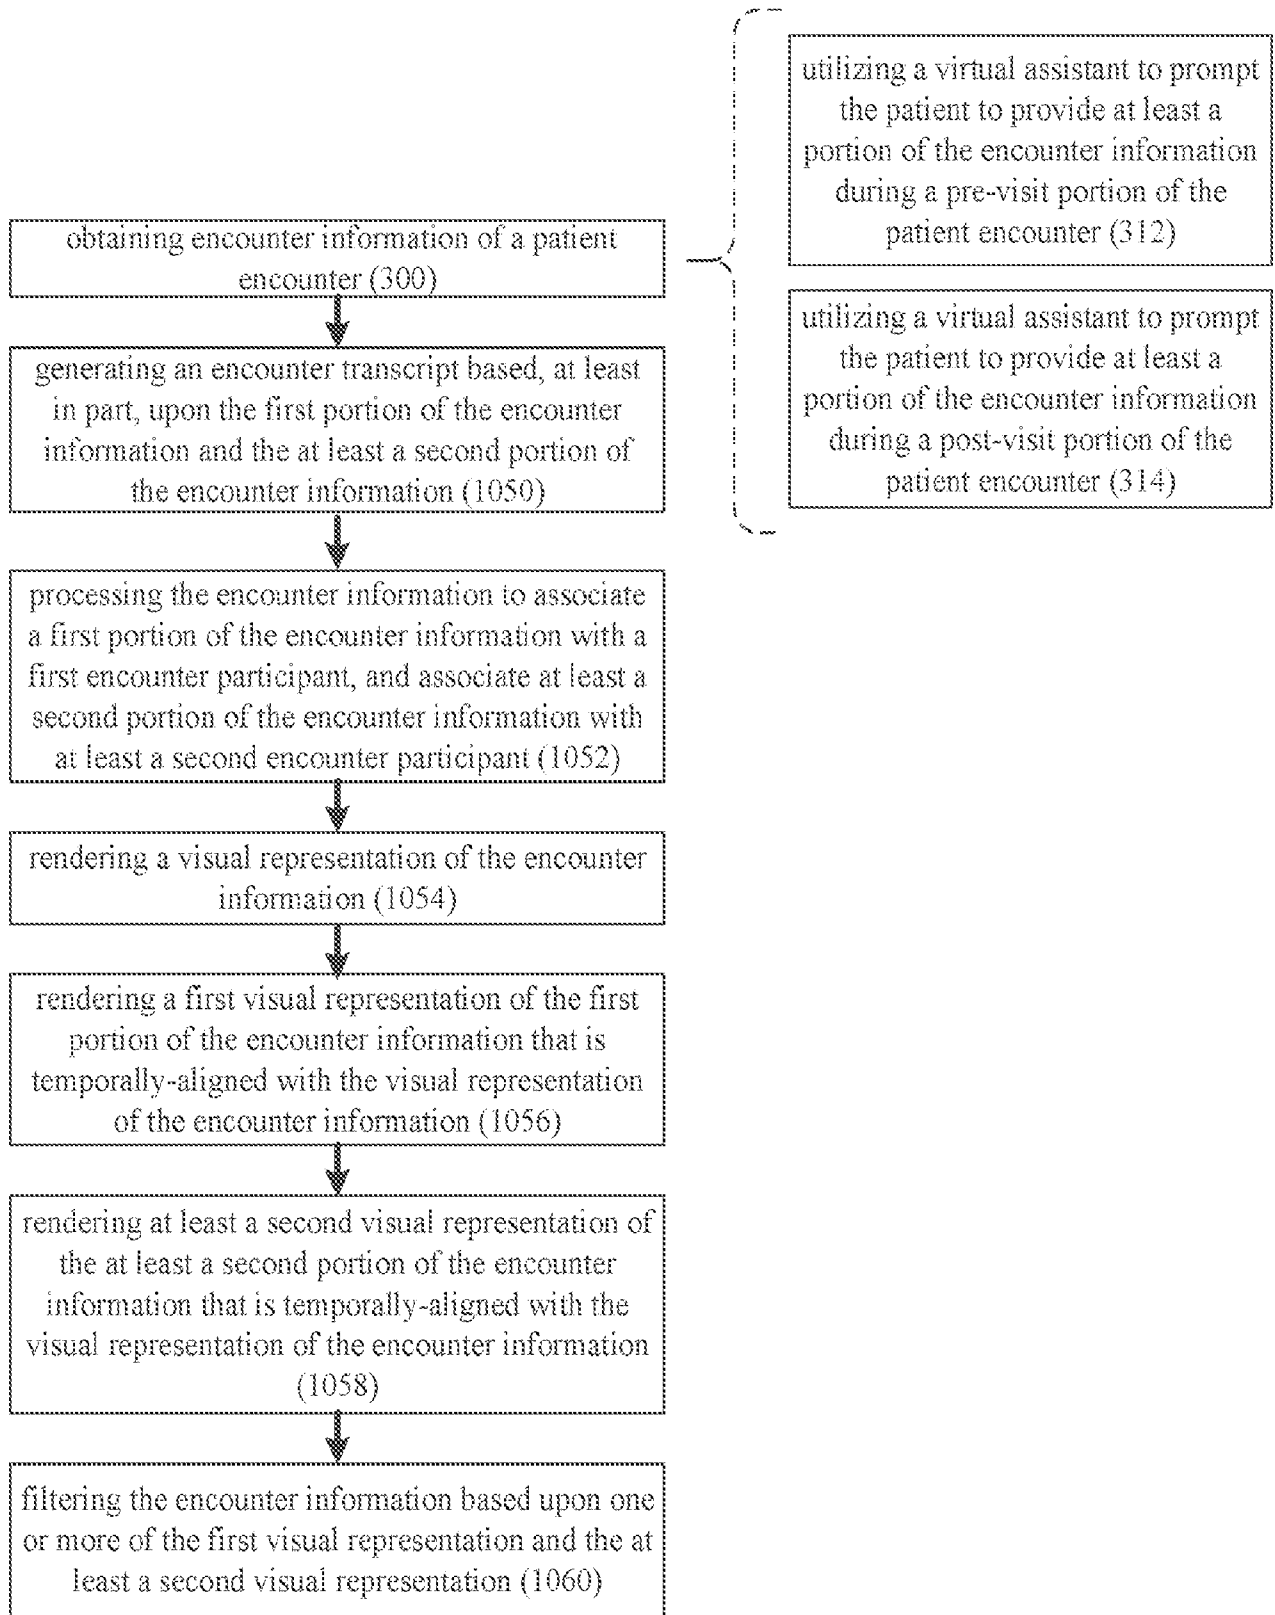 obtaining encounter information of a patient
encounter (300)
generating an encounter transcript based, at least
in part, upon the first portion of the encounter
information and the at least a second portion of
the encounter information (1050)
processing the encounter information to associate
a first portion of the encounter information with a
first encounter participant, and associate at least a
second portion of the encounter information with
at least a second encounter participant (1052)
rendering a visual representation of the encounter
information (1054)
rendering a first visual representation of the first
portion of the encounter information that is
temporally-aligned with the visual representation
of the encounter information (1056)
rendering at least a second visual representation of
the at least a second portion of the encounter
information that is temporally-aligned with the
visual representation of the encounter information
(1058)
filtering the encounter information based upon one
or more of the first visual representation and the at
least a second visual representation (1060)
utilizing a virtual assistant to prompt
the patient to provide at least a
portion of the encounter information
during a pre-visit portion of the
patient encounter (312)
utilizing a virtual assistant to prompt
the patient to provide at least a
portion of the encounter information
during a post-visit portion of the
patient encounter (314)